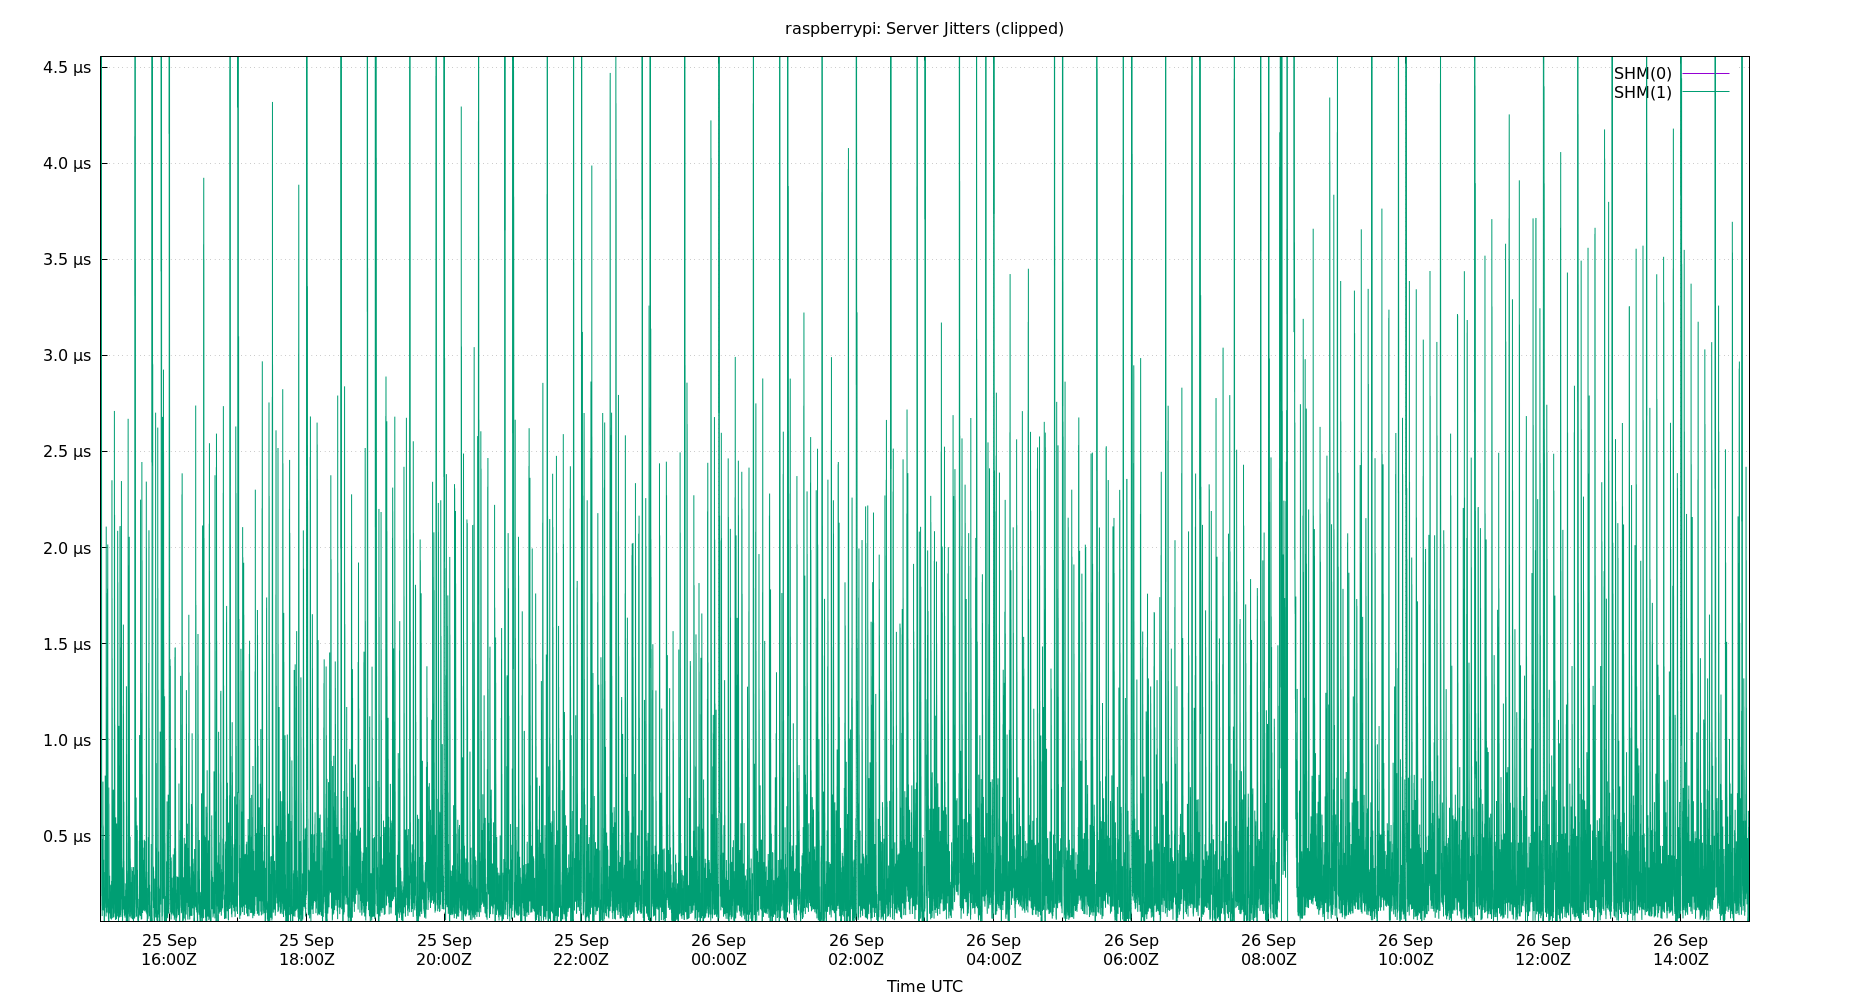 raspberrypi: Server Jitters (clipped)
4.5 µs
4.0 µs
3.5 µs
3.0 µs
2.5 µs
2.0 µs
1.5 µs
1.0 µs
0.5 µs
SHM(0)
SHM(1)
25 Sep 25 Sep 25 Sep 25 Sep 26 Sep 26 Sep 26 Sep 26 Sep 26 Sep 26 Sep 26 Sep 26 Sep
16:00Z 18:00Z 20:00Z 22:00Z 00:00Z 02:00Z 04:00Z 06:00Z 08:00Z 10:00Z 12:00Z 14:00Z
Time UTC